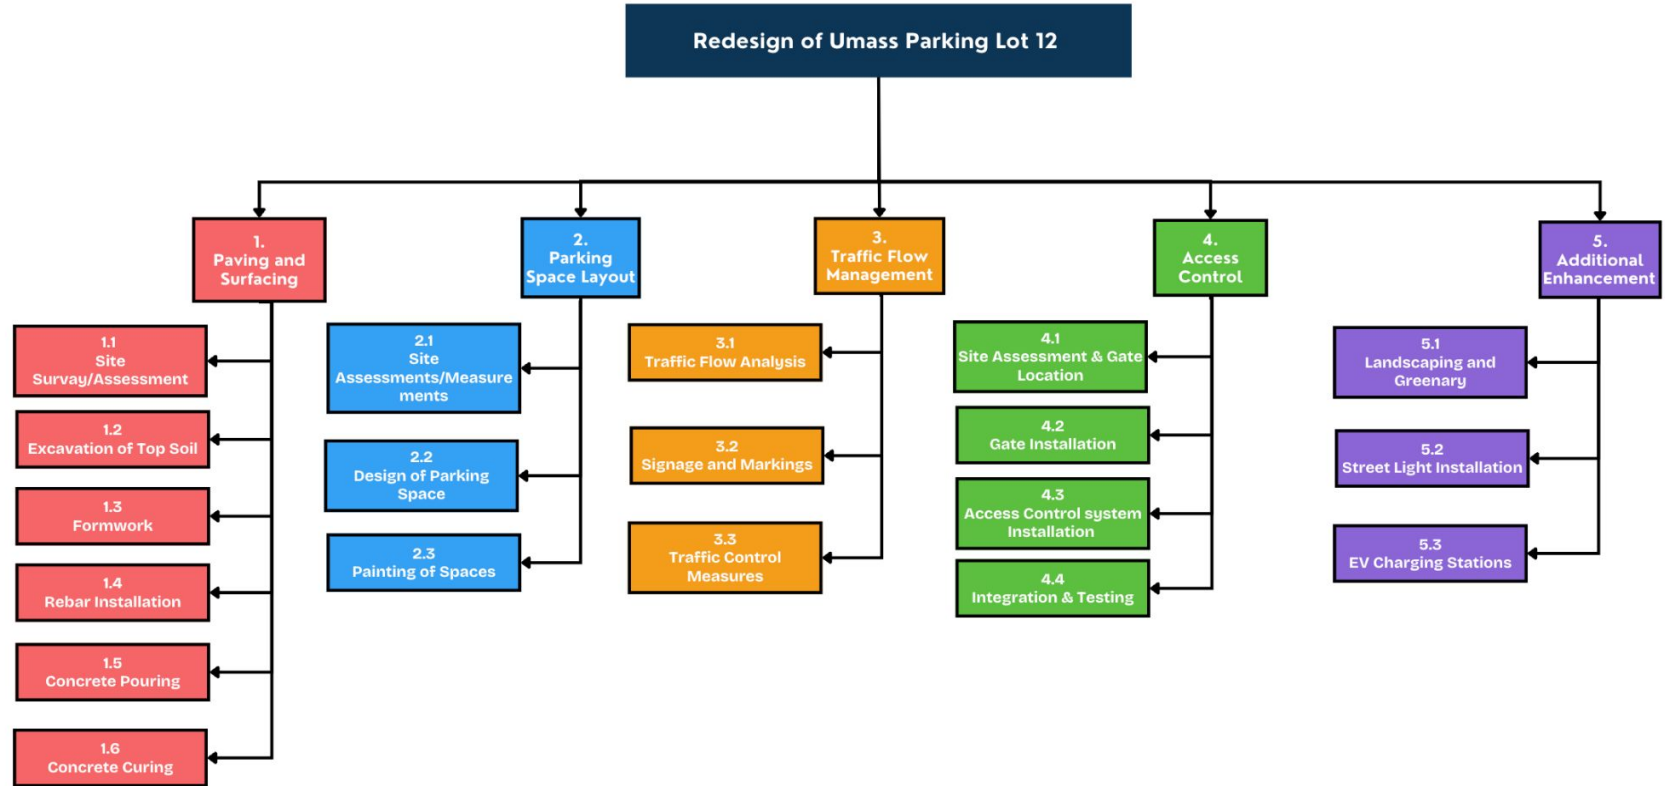 Redesign of Umass Parking Lot 12
1.
Paving and
Surfacing
1.1
Site
Survay/Assessment
1.2
Excavation of Top Soil
1.3
Formwork
1.4
Rebar Installation
1.5
Concrete Pouring
1.6
Concrete Curing
2.
Parking
Space Layout
2.1
Site
Assessments/Measure
ments
2.2
Design of Parking
Space
2.3
Painting of Spaces
3.
Traffic Flow
Management
3.1
Traffic Flow Analysis
3.2
Signage and Markings
3.3
Traffic Control
Measures
4.
Access
Control
4.1
Site Assessment & Gate
Location
4.2
Gate Installation
4.3
Access Control system
Installation
4.4
Integration & Testing
5.
Additional
Enhancement
5.1
Landscaping and
Greenary
5.2
Street Light Installation
5.3
EV Charging Stations